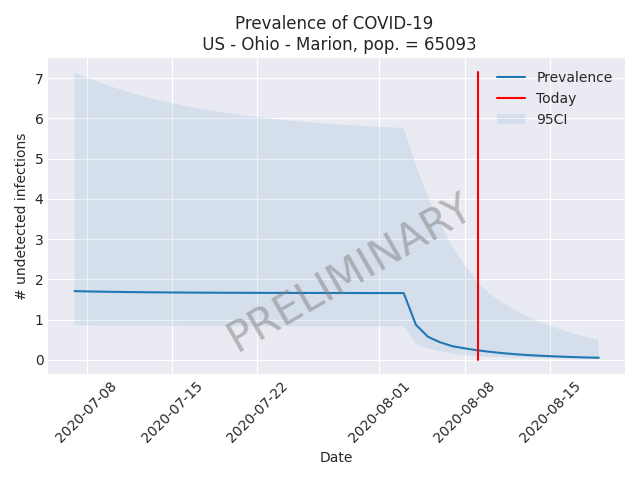 Prevalence of COVID-19
US - Ohio - Marion, pop. = 65093
# undetected infections
7
6
5
4
3
2
1
0
Prevalence
Today
95CI
PRELIMINARY
2020-07-08
2020-07-15
2020-07-22
2020-08-01
2020-08-08
2020-08-15
Date